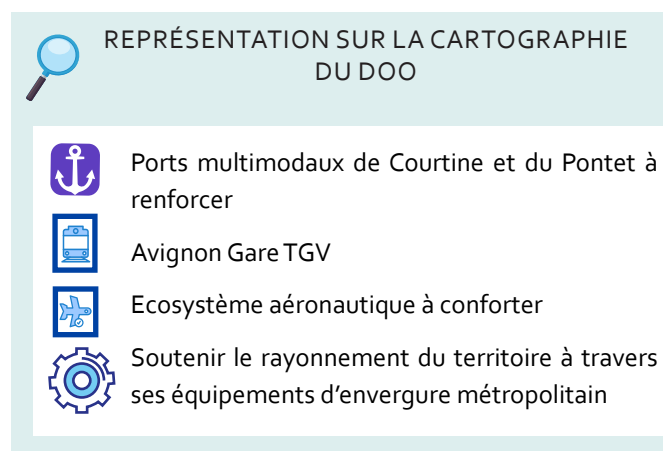 REPRÉSENTATION SUR LA CARTOGRAPHIE
DU DOO
Ports multimodaux de Courtine et du Pontet à
renforcer
Avignon Gare TGV
Ecosystème aéronautique à conforter
Soutenir le rayonnement du territoire à travers
ses équipements d’envergure métropolitain